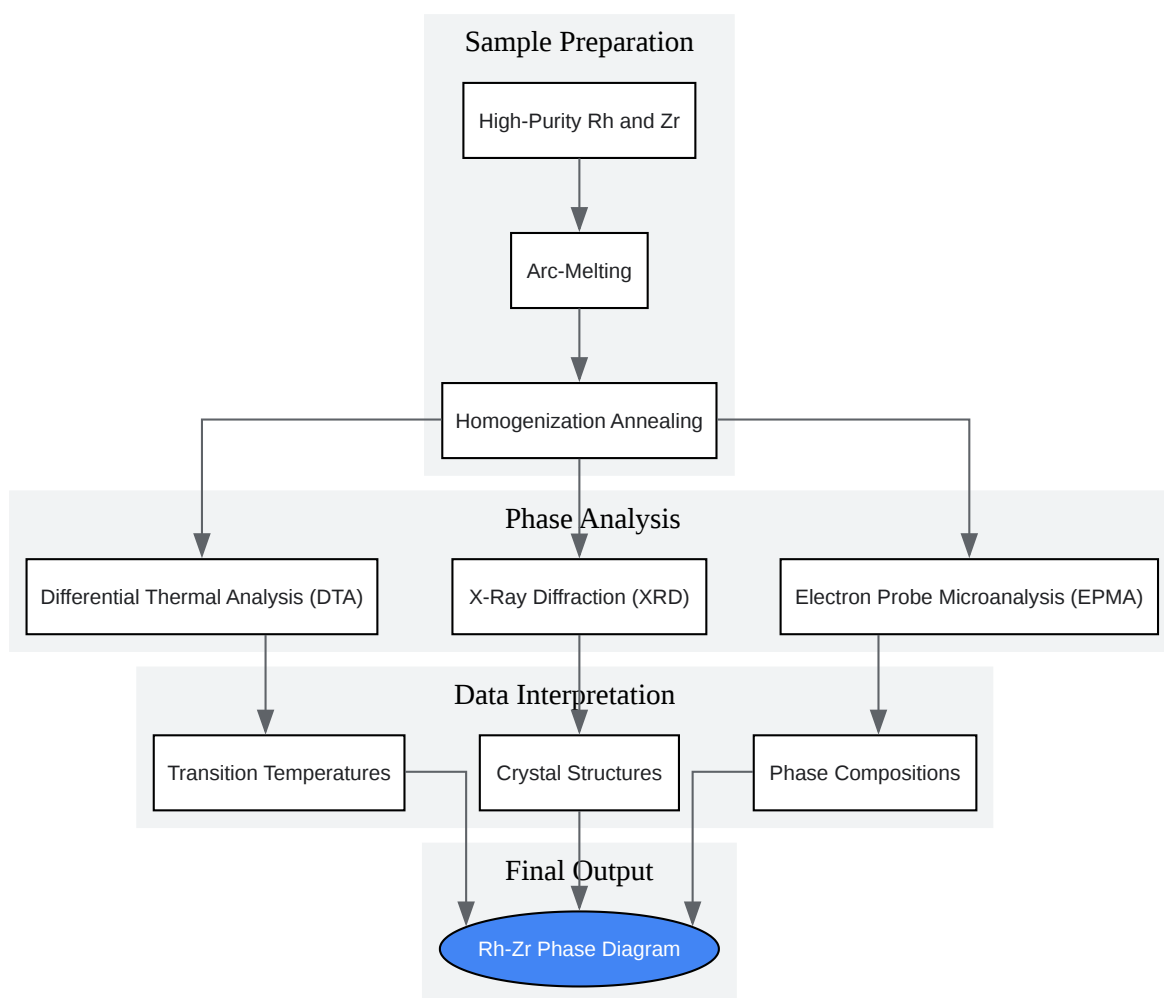 Sample Preparation
High-Purity Rh and Zr
Arc-Melting
Homogenization Annealing
Phase Analysis
Differential Thermal Analysis (DTA)
X-Ray Diffraction (XRD)
Electron Probe Microanalysis (EPMA)
Data Interpretation
Transition Temperatures
Crystal Structures
Phase Compositions
Final Output
Rh-Zr Phase Diagram